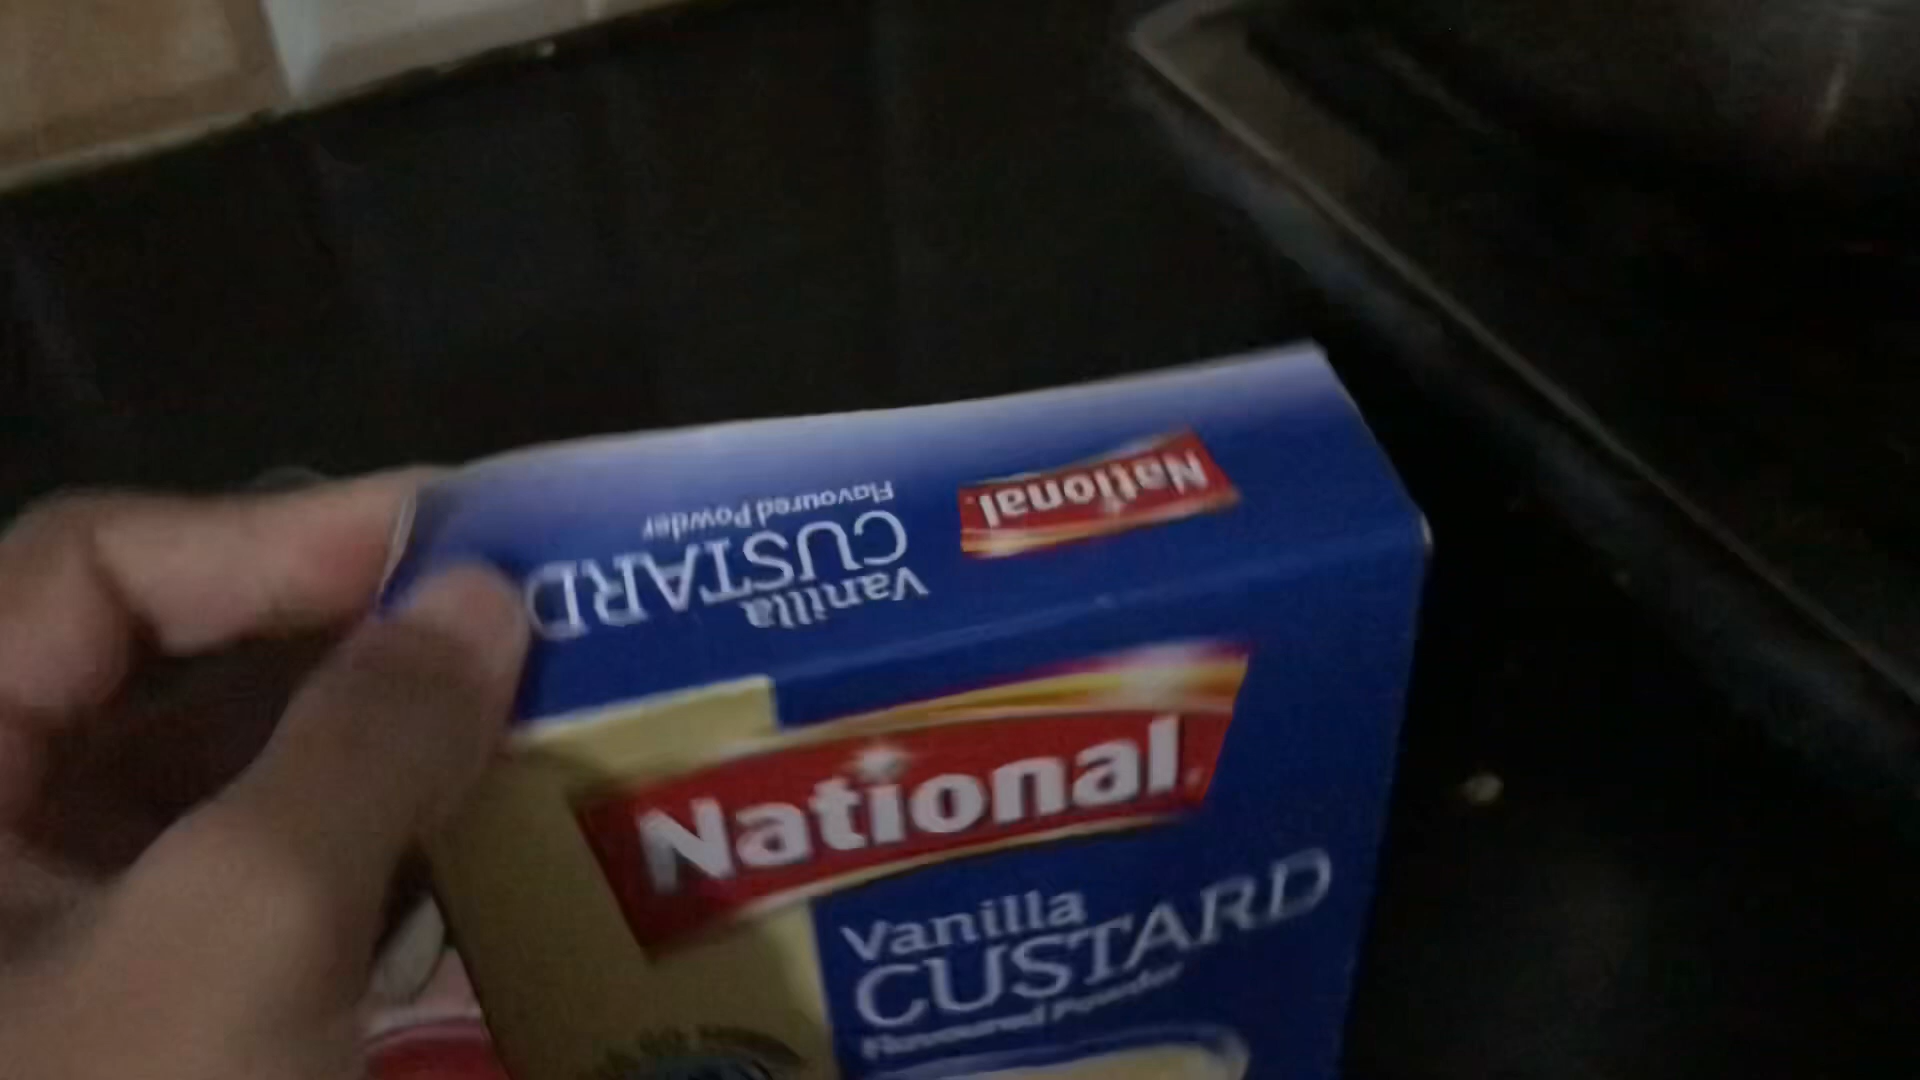 National
Vanilla
CUSTARD
Flavoured Powder
National
Vanilla
CUSTARD
Flavoured Powder